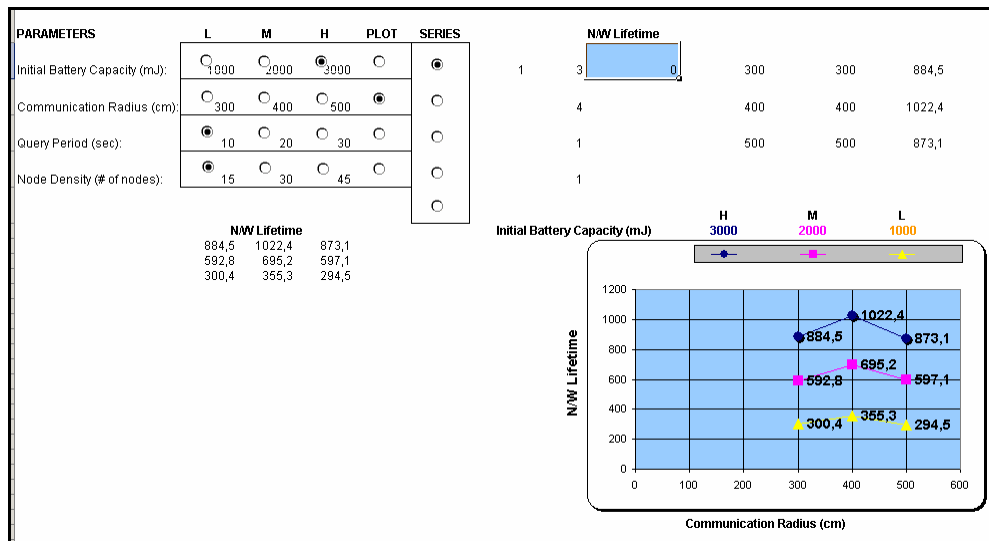 PARAMETERS L M H PLOT SERIES N/W Lifetime
Initial Battery Capacity (mJ): 1000 2000 3000 1 3 0 300 300 884,5
Communication Radius (cm): 300 400 500 4 400 400 1022,4
Query Period (sec): 10 20 30 1 500 500 873,1
Node Density (# of nodes): 15 30 45 1
N/W Lifetime
884,5 1022,4 873,1
592,8 695,2 597,1
300,4 355,3 294,5
H M L
Initial Battery Capacity (mJ) 3000 2000 1000
1200
1000
800
600
400
200
0
N/W Lifetime
884,5 1022,4 873,1
592,8 695,2 597,1
300,4 355,3 294,5
0 100 200 300 400 500 600
Communication Radius (cm)